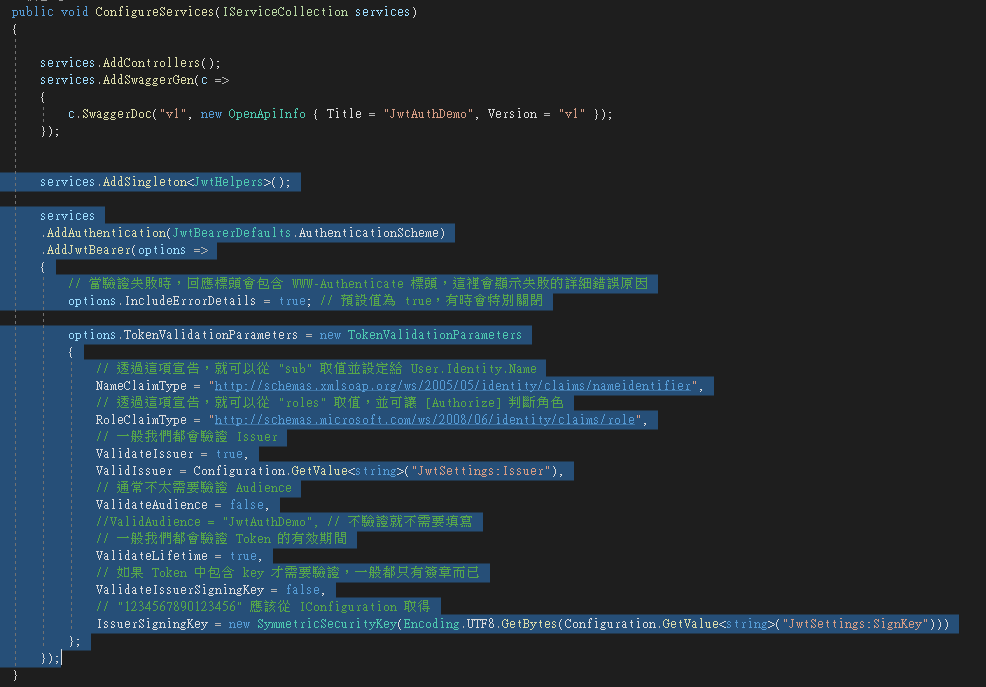 public void ConfigureServices(IServiceCollection services)
{
services.AddControllers();
services.AddSwaggerGen(c =>
{
c.SwaggerDoc("v1", new OpenApiInfo { Title = "JwtAuthDemo", Version = "v1" });
});
services.AddSingleton<JwtHelpers>();
services
.AddAuthentication(JwtBearerDefaults.AuthenticationScheme)
.AddJwtBearer(options =>
{
// 當驗證失敗時，回應標頭會包含 WWW-Authenticate 標頭，這裡會顯示失敗的詳細錯誤原因
options.IncludeErrorDetails = true; // 預設值為 true，有時會特別關閉
options.TokenValidationParameters = new TokenValidationParameters
{
// 透過這項宣告，就可以從 "sub" 取值並設定給 User.Identity.Name
NameClaimType = "http://schemas.xmlsoap.org/ws/2005/05/identity/claims/nameidentifier",
// 透過這項宣告，就可以從 "roles" 取值，並可讓 [Authorize] 判斷角色
RoleClaimType = "http://schemas.microsoft.com/ws/2008/06/identity/claims/role",
// 一般我們都會驗證 Issuer
ValidateIssuer = true,
ValidIssuer = Configuration.GetValue<string>("JwtSettings:Issuer"),
// 通常不太需要驗證 Audience
ValidateAudience = false,
//ValidAudience = "JwtAuthDemo", // 不驗證就不需要填寫
// 一般我們都會驗證 Token 的有效期間
ValidateLifetime = true,
// 如果 Token 中包含 key 才需要驗證，一般都只有簽章而已
ValidateIssuerSigningKey = false,
// "1234567890123456" 應該從 IConfiguration 取得
IssuerSigningKey = new SymmetricSecurityKey(Encoding.UTF8.GetBytes(Configuration.GetValue<string>("JwtSettings:SignKey")))
};
});
}